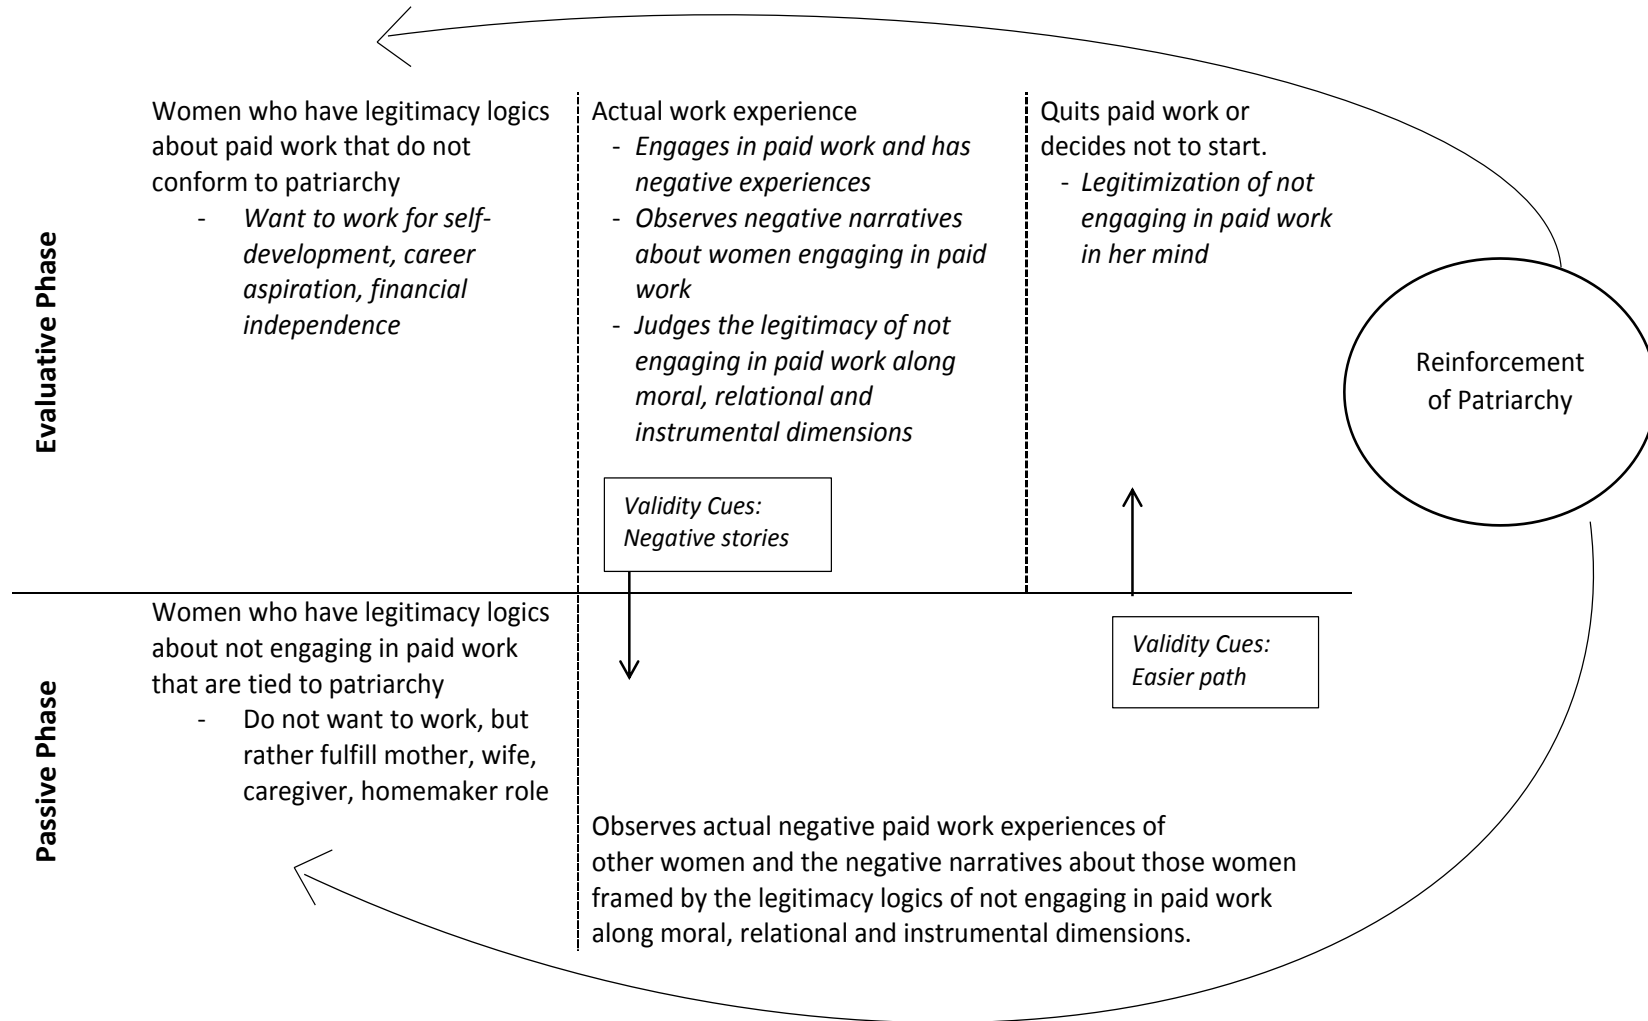 Evaluative Phase
Women who have legitimacy logics
about paid work that do not
conform to patriarchy
- Want to work for self-
development, career
aspiration, financial
independence
Actual work experience
- Engages in paid work and has
negative experiences
- Observes negative narratives
about women engaging in paid
work
- Judges the legitimacy of not
engaging in paid work along
moral, relational and
instrumental dimensions
Validity Cues:
Negative stories
Quits paid work or
decides not to start.
- Legitimization of not
engaging in paid work
in her mind
Reinforcement
of Patriarchy
Passive Phase
Women who have legitimacy logics
about not engaging in paid work
that are tied to patriarchy
- Do not want to work, but
rather fulfill mother, wife,
caregiver, homemaker role
Validity Cues:
Easier path
Observes actual negative paid work experiences of
other women and the negative narratives about those women
framed by the legitimacy logics of not engaging in paid work
along moral, relational and instrumental dimensions.